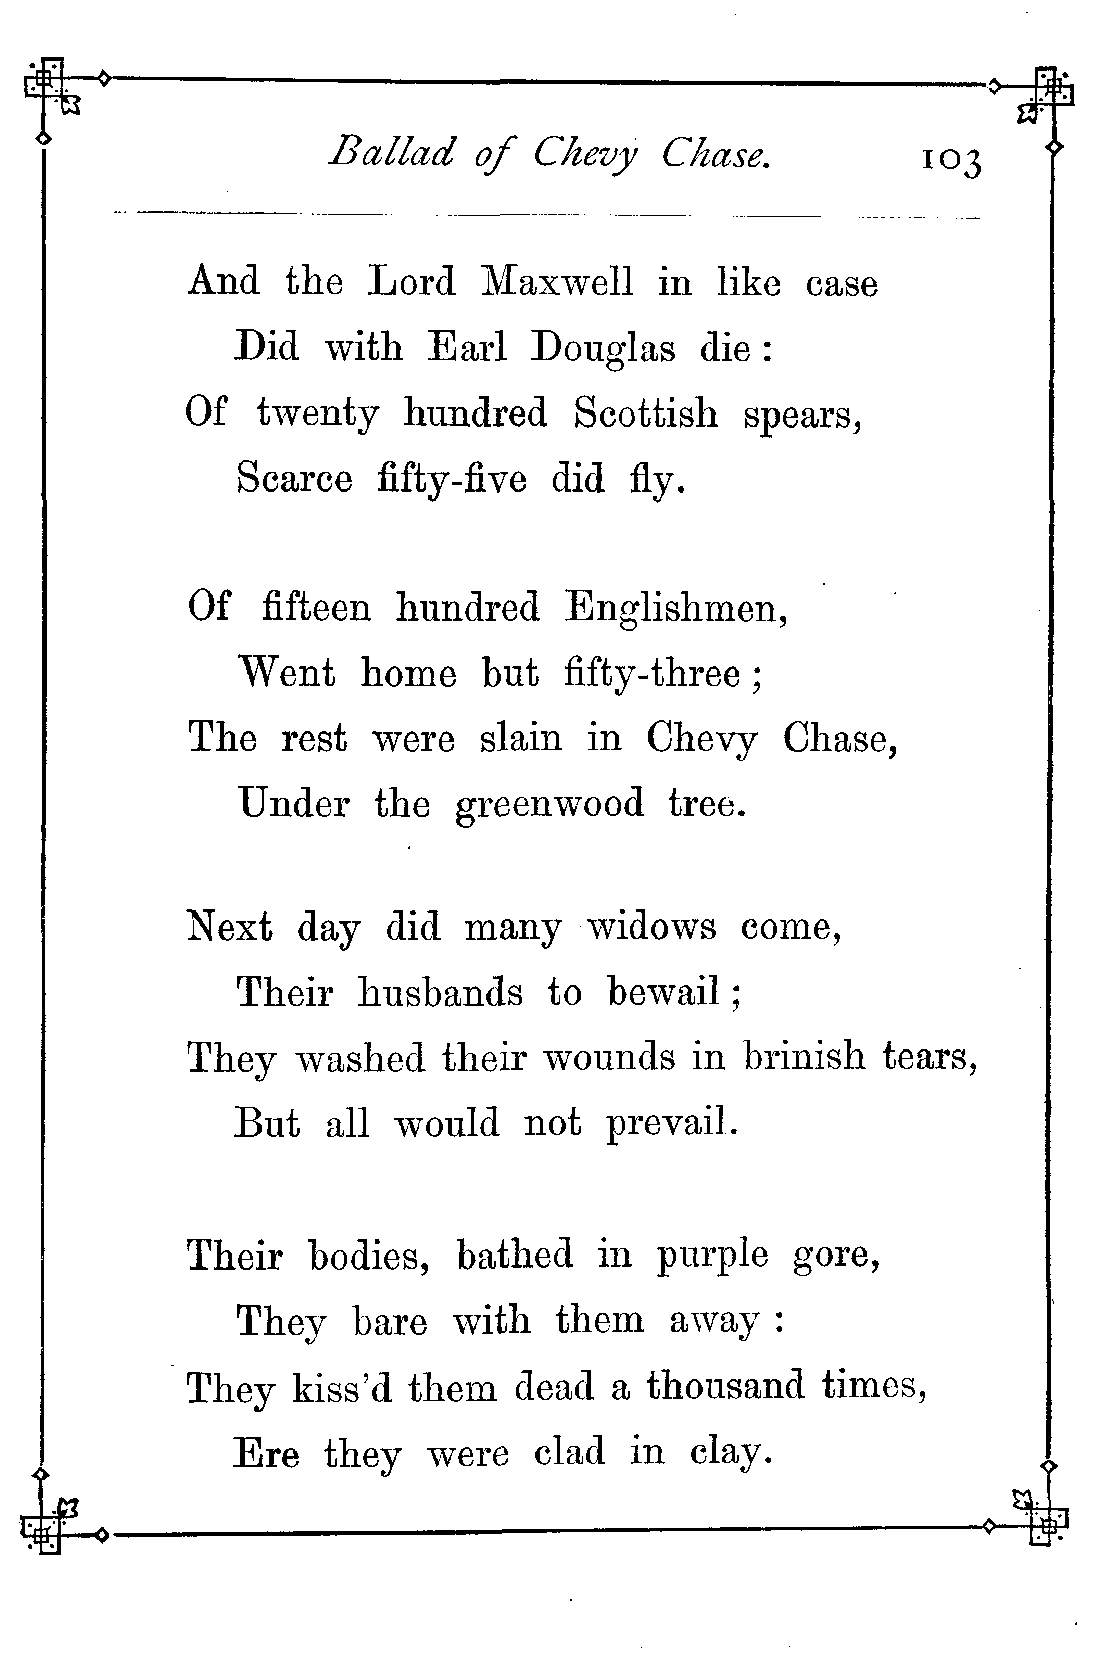 Ballad of Chevy Chase. 103
And the Lord Maxwell in like case
Did with Earl Douglas die :
Of twenty hundred Scottish spears,
Scarce fifty-five did fly.
Of fifteen hundred Englishmen,
Went home but fifty-three ;
The rest were slain in Chevy Chase,
Under the greenwood tree.
Next day did many widows come,
Their husbands to bewail ;
They washed their wounds in brinish tears,
But all would not prevail.
Their bodies, bathed in purple gore,
They bare with them away :
They kiss'd them dead a thousand times,
Ere they were clad in clay.